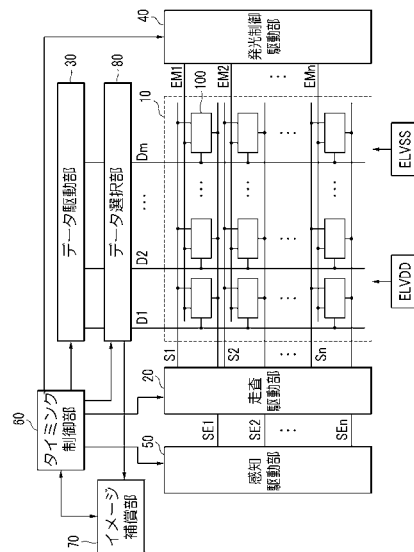 60
タイミング
制御部
70
イメージ
補償部
30
データ駆動部
80
データ選択部
40
発光制御
駆動部
20
走査
駆動部
50
感知
駆動部
10
100
D1
D2
...
Dm
EM1
EM2
...
EMn
S1
S2
...
Sn
SE1
SE2
...
SEn
ELVDD
ELVSS